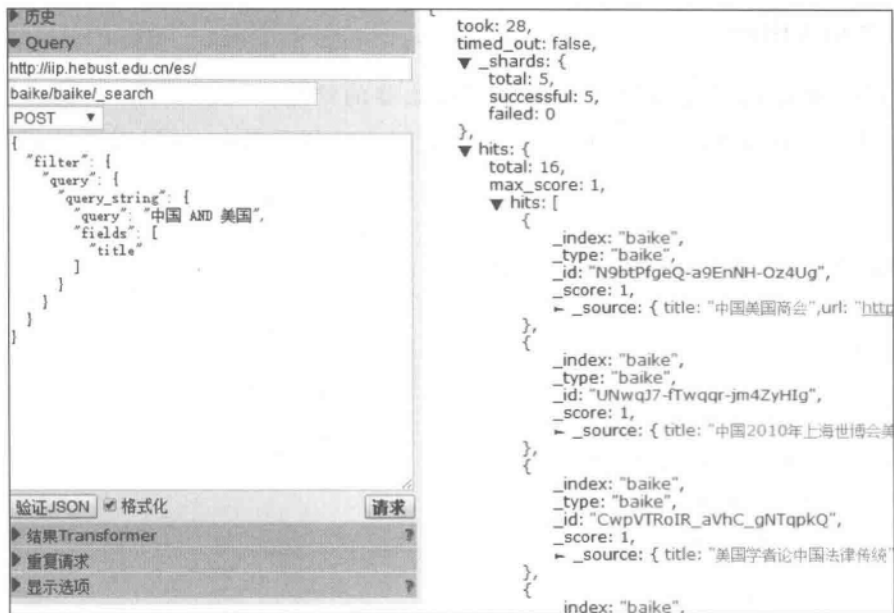 ▶历史
▼Query
http://iip.hebust.edu.cn/es/
baike/baike/_search
POST ▼
{
"filter": {
"query": {
"query_string": {
"query": "中国 AND 美国",
"fields": [
"title"
]
}
}
}
}
验证JSON 格式化 请求
▶结果Transformer ?
▶重复请求
▶显示选项 ?
{
took: 28,
timed_out: false,
▼ _shards: {
total: 5,
successful: 5,
failed: 0
},
▼ hits: {
total: 16,
max_score: 1,
▼ hits: [
{
_index: "baike",
_type: "baike",
_id: "N9btPfgeQ-a9EnNH-Oz4Ug",
_score: 1,
► _source: { title: "中国美国商会",url: "http
},
{
_index: "baike",
_type: "baike",
_id: "UNwqJ7-fTwqqr-jm4ZyHIg",
_score: 1,
► _source: { title: "中国2010年上海世博会美
},
{
_index: "baike",
_type: "baike",
_id: "CwpVTRoIR_aVhC_gNTqpkQ",
_score: 1,
► _source: { title: "美国学者论中国法律传统"
},
{
index: "baike",